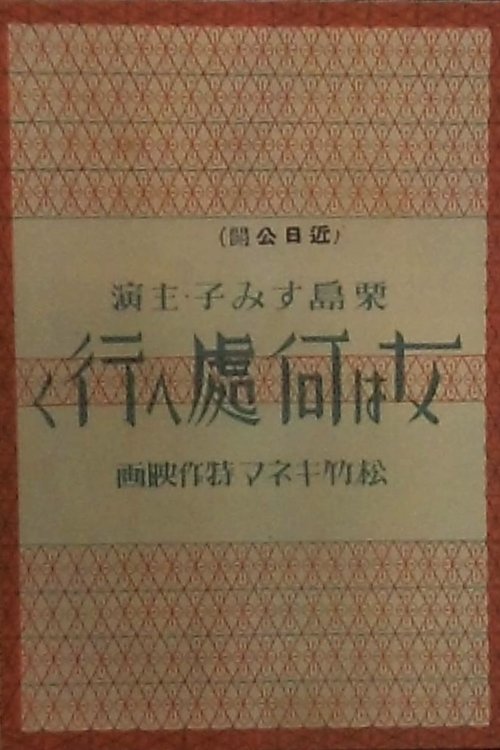 (近日公開)
栗島すみ子・主演
女は何處へ行く
松竹キネマ特作映画